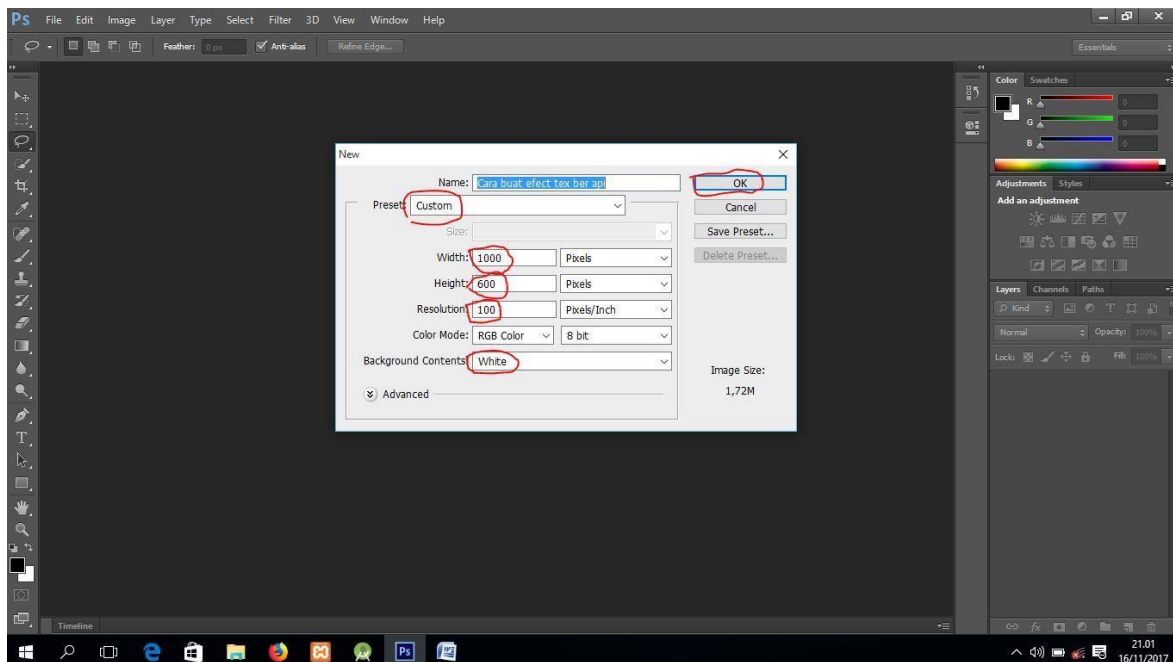 Ps File Edit Image Layer Type Select Filter 3D View Window Help
Feather: 0 px Anti-alias Refine Edge... Essentials
Color Swatches
R 0
G 0
B 0
Adjustments Styles
Add an adjustment
Layers Channels Paths
Kind
Normal Opacity: 100%
Lock: Fill: 100%
New
Name: Cara buat efect tex ber api OK
Preset: Custom Cancel
Size: Save Preset...
Width: 1000 Pixels Delete Preset...
Height: 600 Pixels
Resolution: 100 Pixels/Inch
Color Mode: RGB Color 8 bit
Background Contents: White
Image Size:
1,72M
Advanced
Timeline
Ps
21.01
16/11/2017